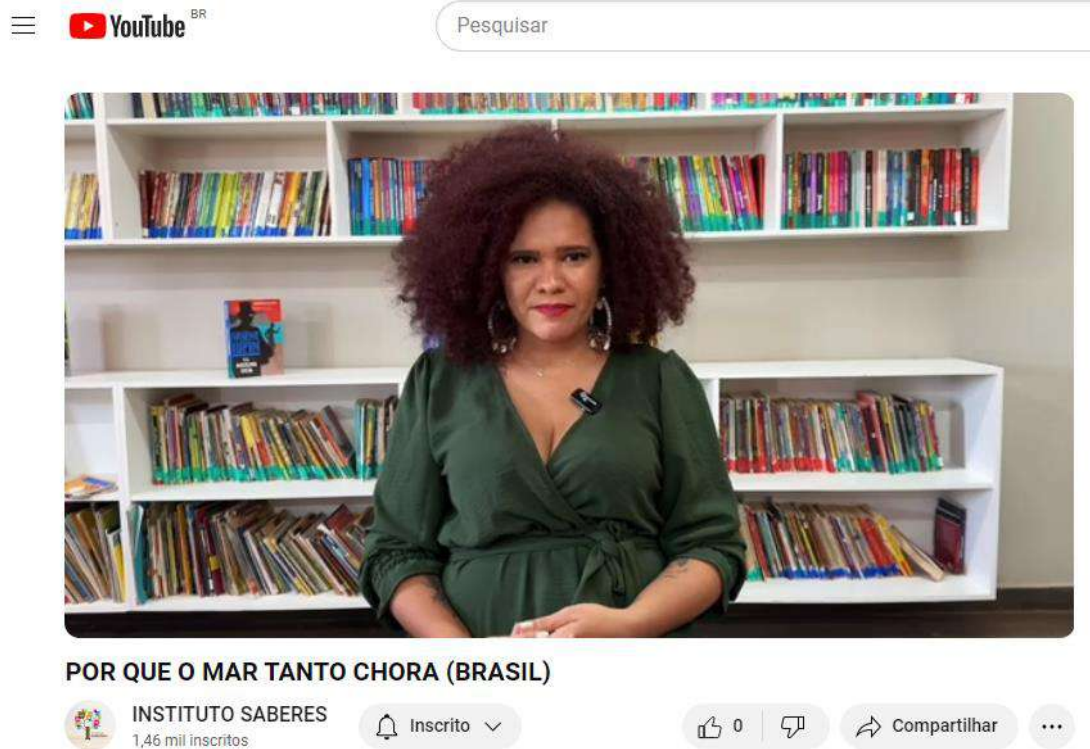 YouTube BR
Pesquisar
POR QUE O MAR TANTO CHORA (BRASIL)
INSTITUTO SABERES
1,46 mil inscritos
Inscrito
0
Compartilhar